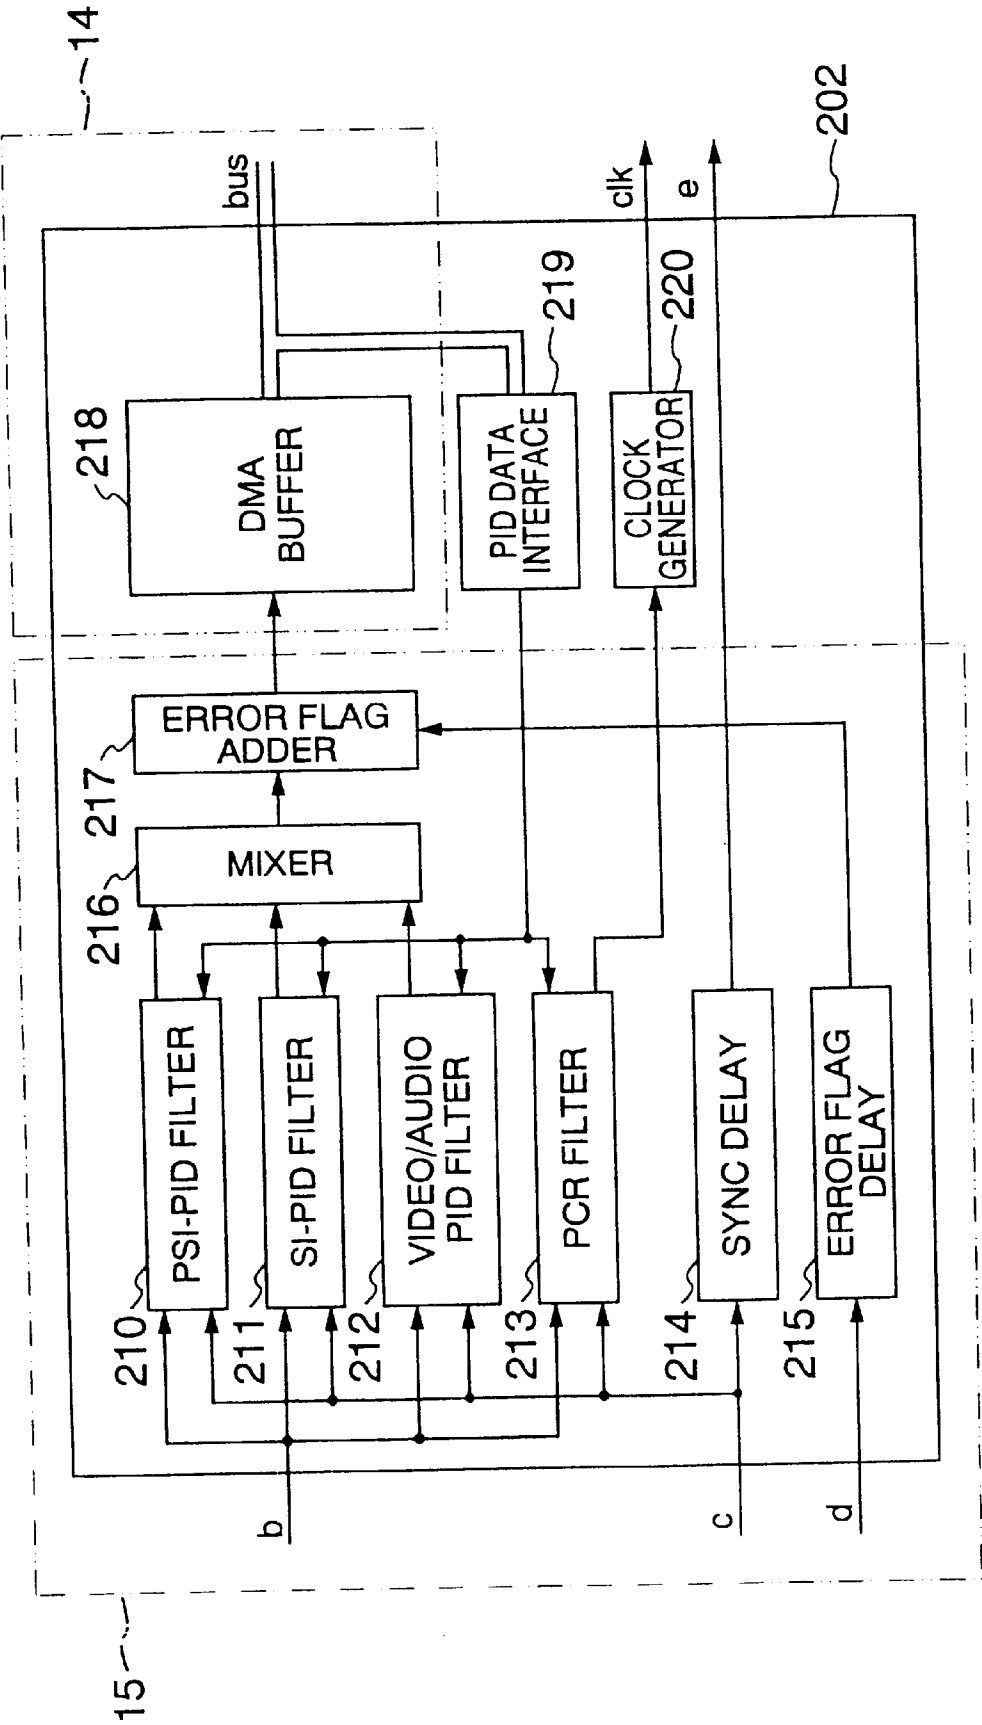 14
202
bus
clk
e
218
DMA
BUFFER
219
PID DATA
INTERFACE
220
CLOCK
GENERATOR
217
ERROR FLAG
ADDER
216
MIXER
210
PSI-PID FILTER
211
SI-PID FILTER
212
VIDEO/AUDIO
PID FILTER
213
PCR FILTER
214
SYNC DELAY
215
ERROR FLAG
DELAY
b
c
d
15